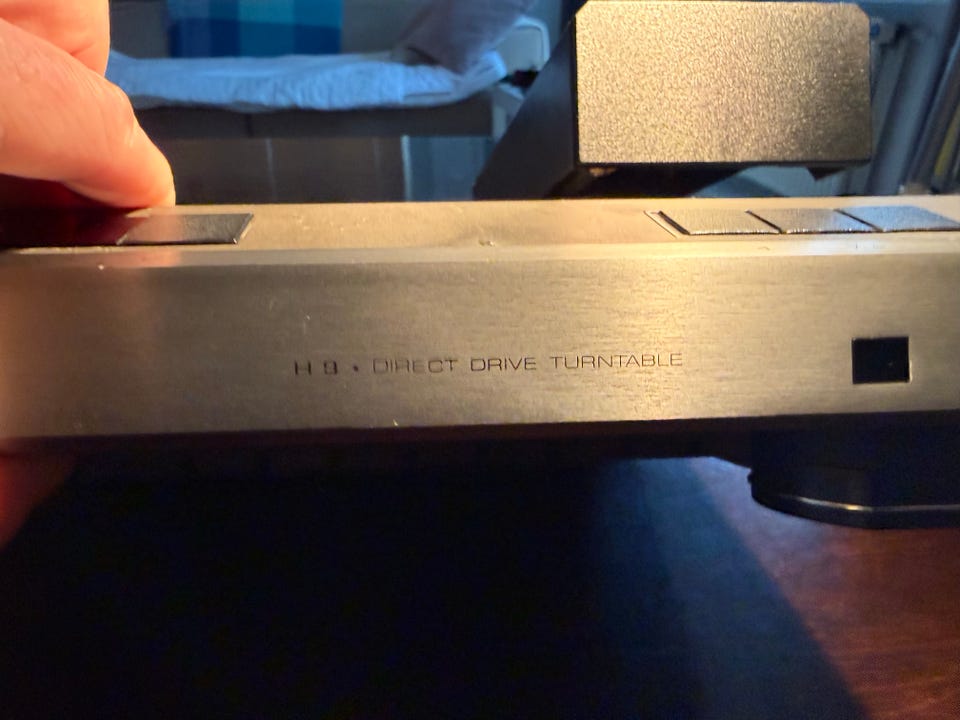 H 9 • DIRECT DRIVE TURNTABLE